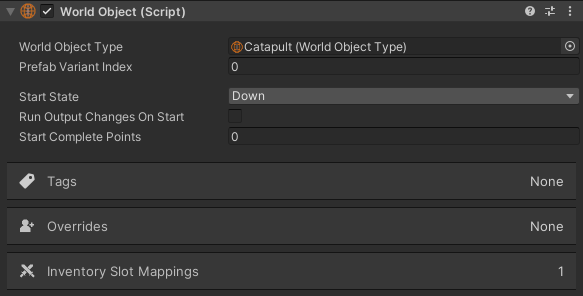 World Object (Script)
World Object Type Catapult (World Object Type)
Prefab Variant Index 0
Start State Down
Run Output Changes On Start
Start Complete Points 0
Tags None
Overrides None
Inventory Slot Mappings 1